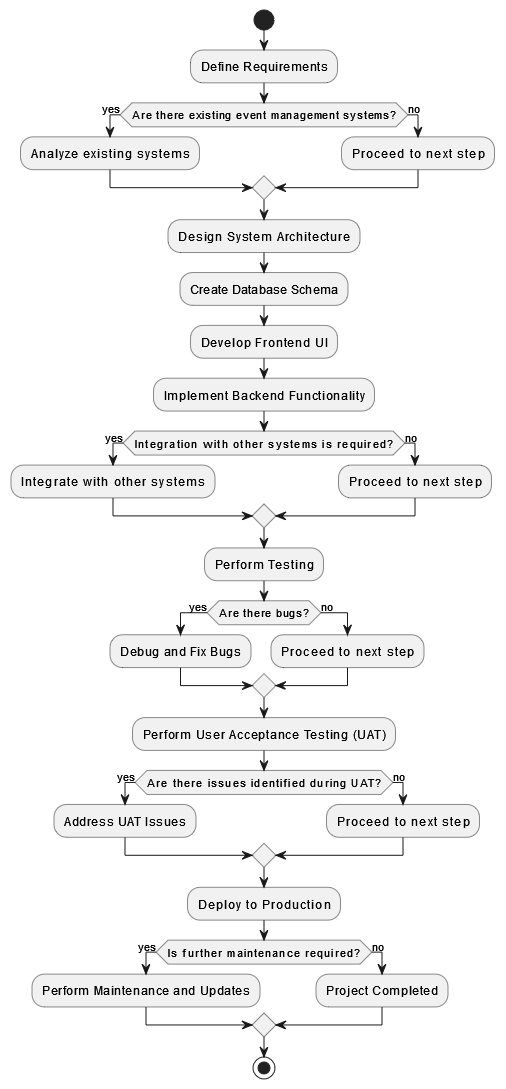 Define Requirements
yes
Are there existing event management systems?
no
Analyze existing systems
Proceed to next step
Design System Architecture
Create Database Schema
Develop Frontend UI
Implement Backend Functionality
yes
Integration with other systems is required?
no
Integrate with other systems
Proceed to next step
Perform Testing
yes
Are there bugs?
no
Debug and Fix Bugs
Proceed to next step
Perform User Acceptance Testing (UAT)
yes
Are there issues identified during UAT?
no
Address UAT Issues
Proceed to next step
Deploy to Production
yes
Is further maintenance required?
no
Perform Maintenance and Updates
Project Completed